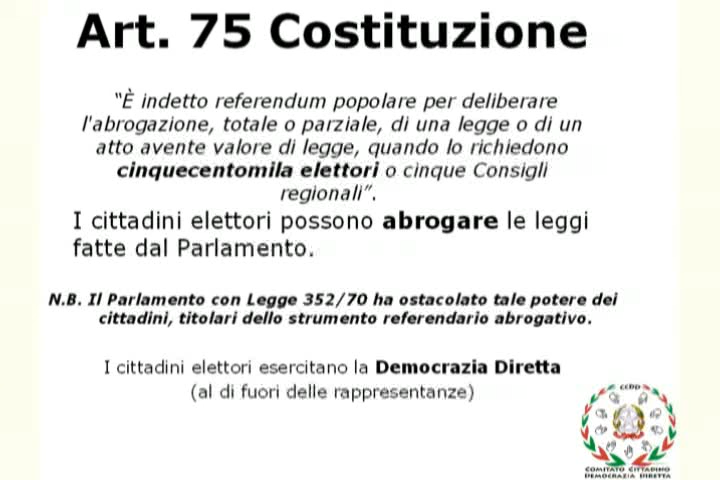 Art. 75 Costituzione
“È indetto referendum popolare per deliberare
l'abrogazione, totale o parziale, di una legge o di un
atto avente valore di legge, quando lo richiedono
cinquecentomila elettori o cinque Consigli
regionali”.
I cittadini elettori possono abrogare le leggi
fatte dal Parlamento.
N.B. Il Parlamento con Legge 352/70 ha ostacolato tale potere dei
cittadini, titolari dello strumento referendario abrogativo.
I cittadini elettori esercitano la Democrazia Diretta
(al di fuori delle rappresentanze)
CCDD
COMITATO CITTADINO
DEMOCRAZIA DIRETTA